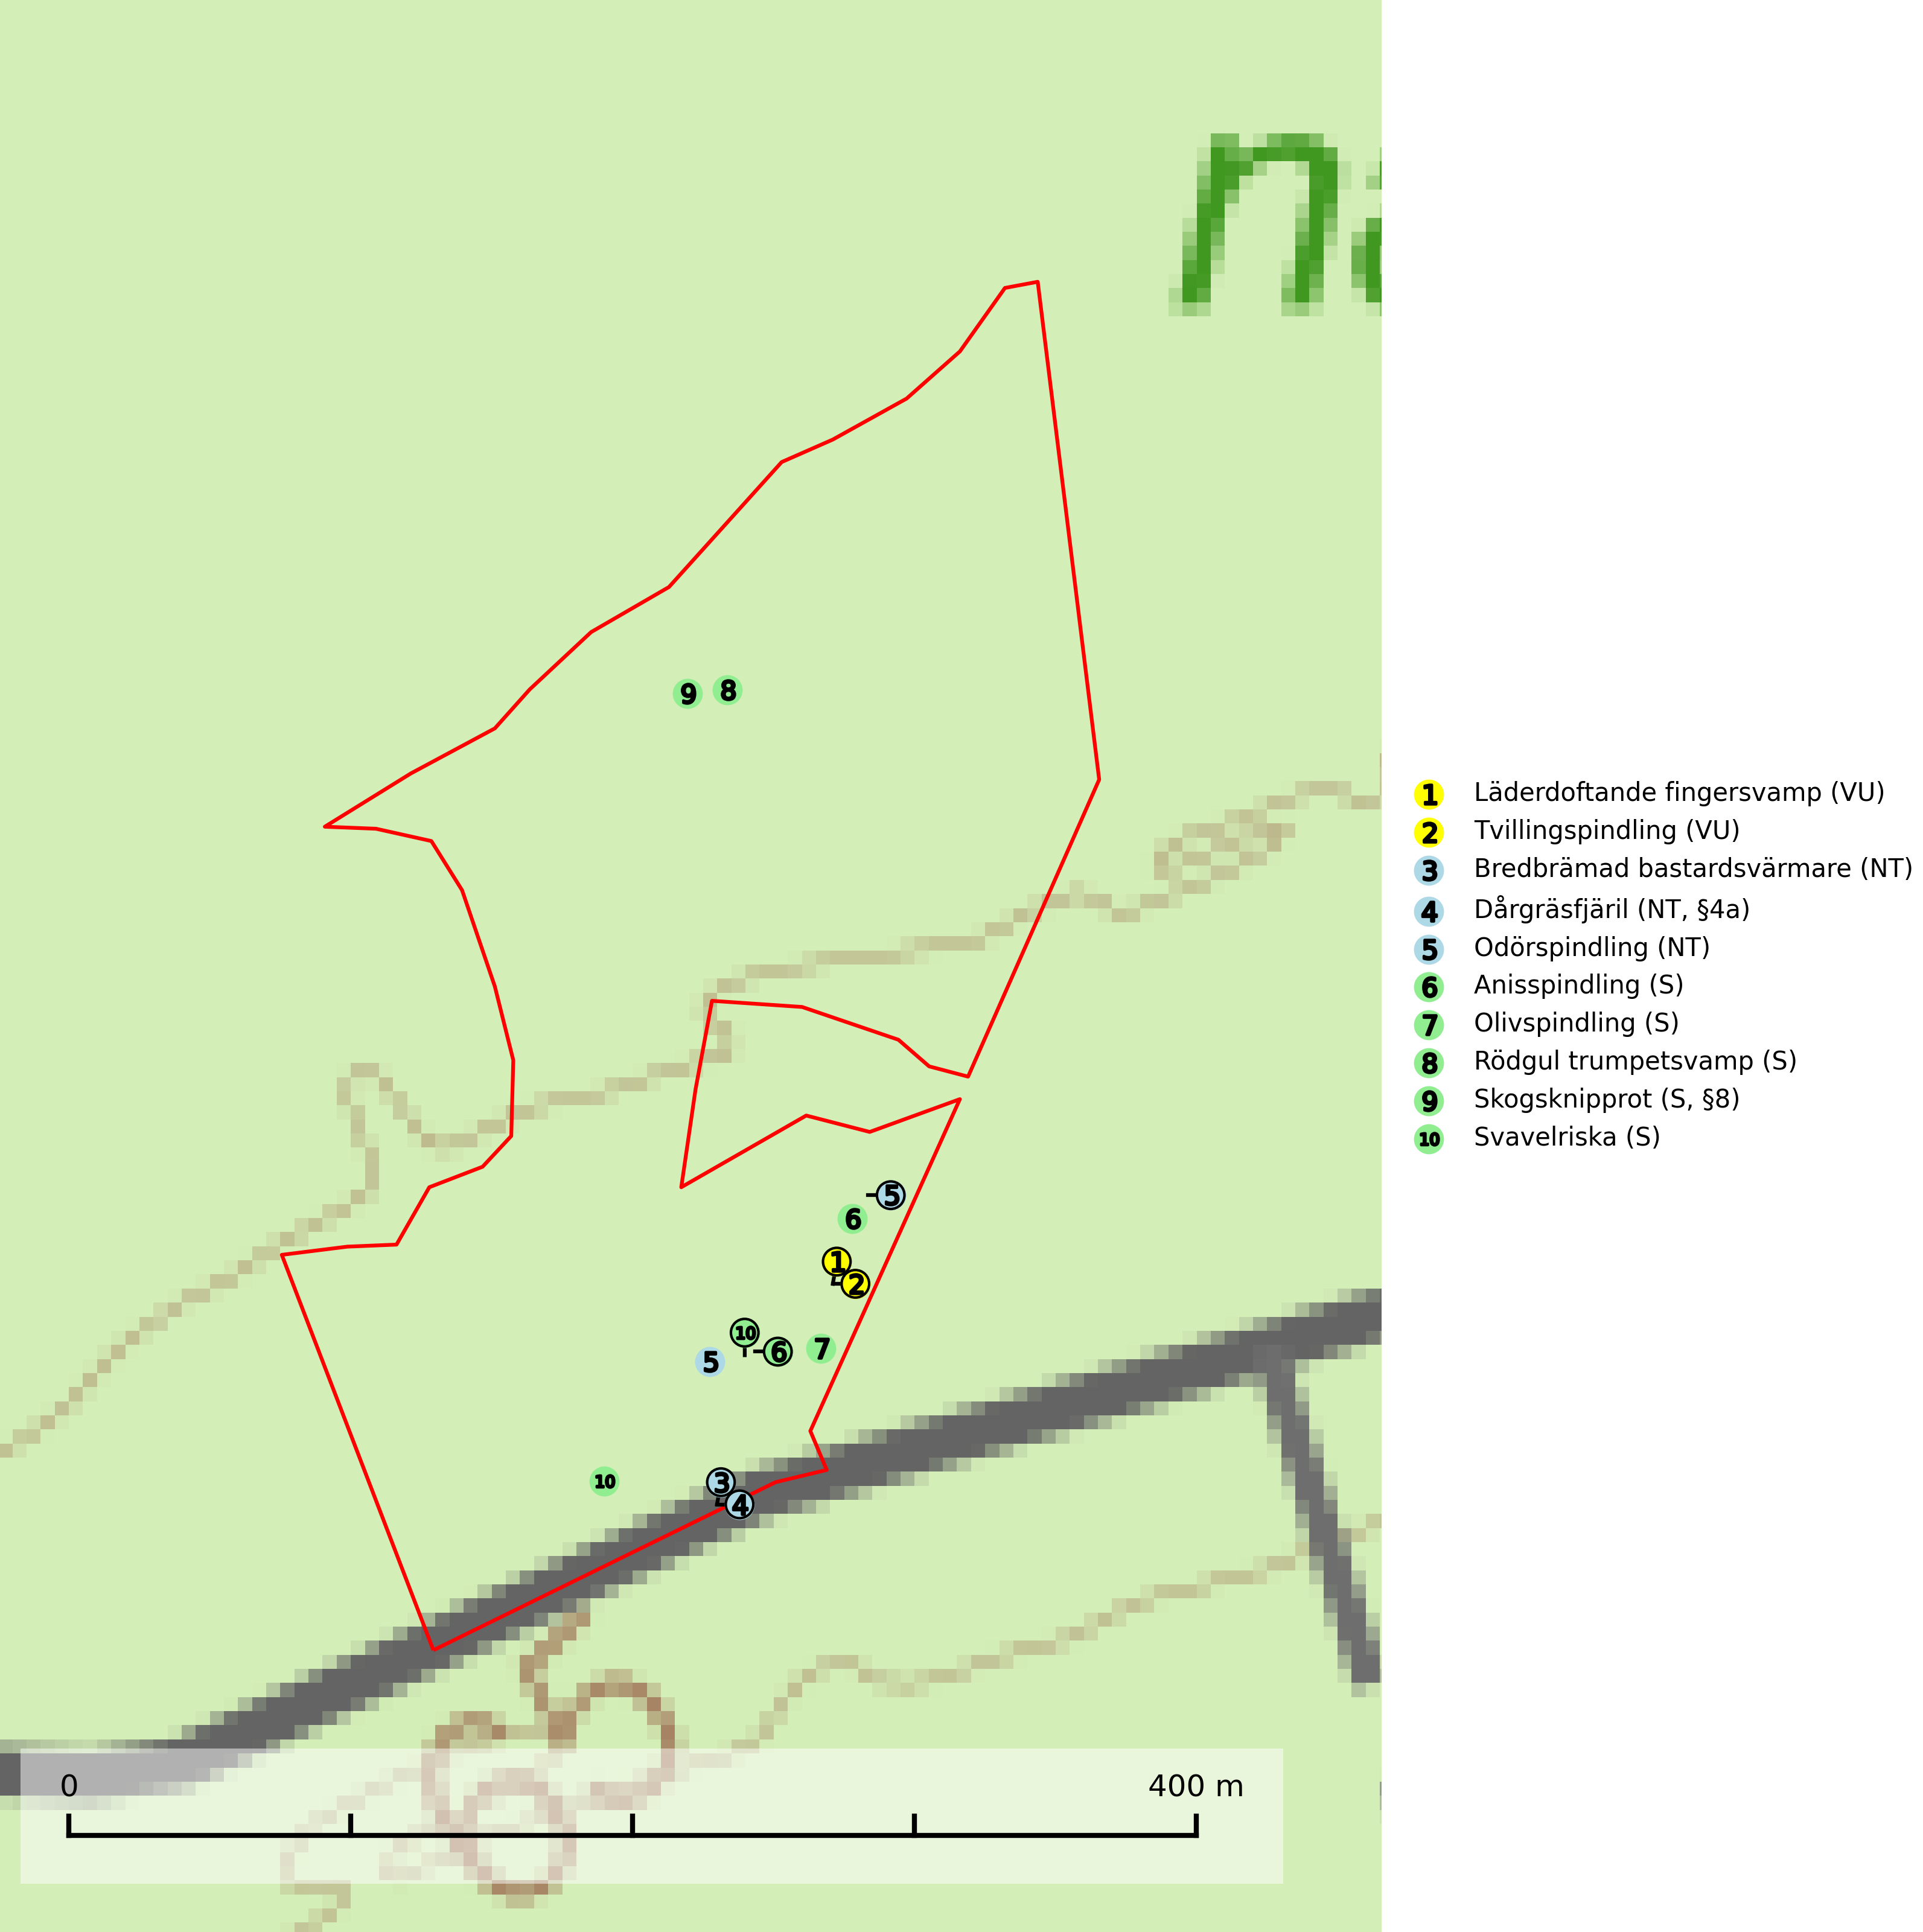 n
9 8
5
6
1
2
10
6 7
5
10
3
4
0 400 m
1 Läderdoftande fingersvamp (VU)
2 Tvillingspindling (VU)
3 Bredbrämad bastardsvärmare (NT)
4 Dårgräsfjäril (NT, §4a)
5 Odörspindling (NT)
6 Anisspindling (S)
7 Olivspindling (S)
8 Rödgul trumpetsvamp (S)
9 Skogsknipprot (S, §8)
10 Svavelriska (S)